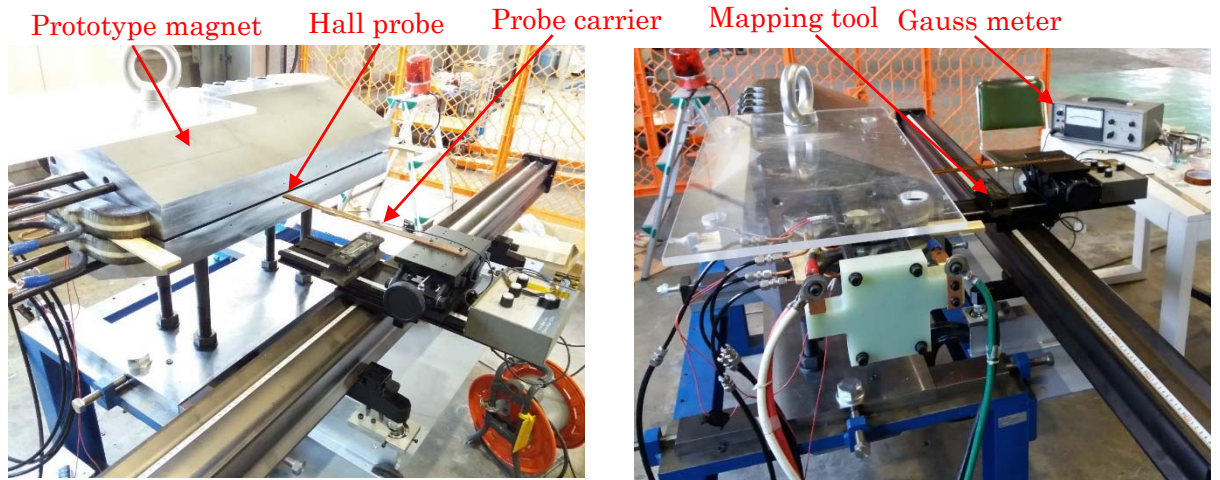 Prototype magnet
Hall probe
Probe carrier
Mapping tool
Gauss meter